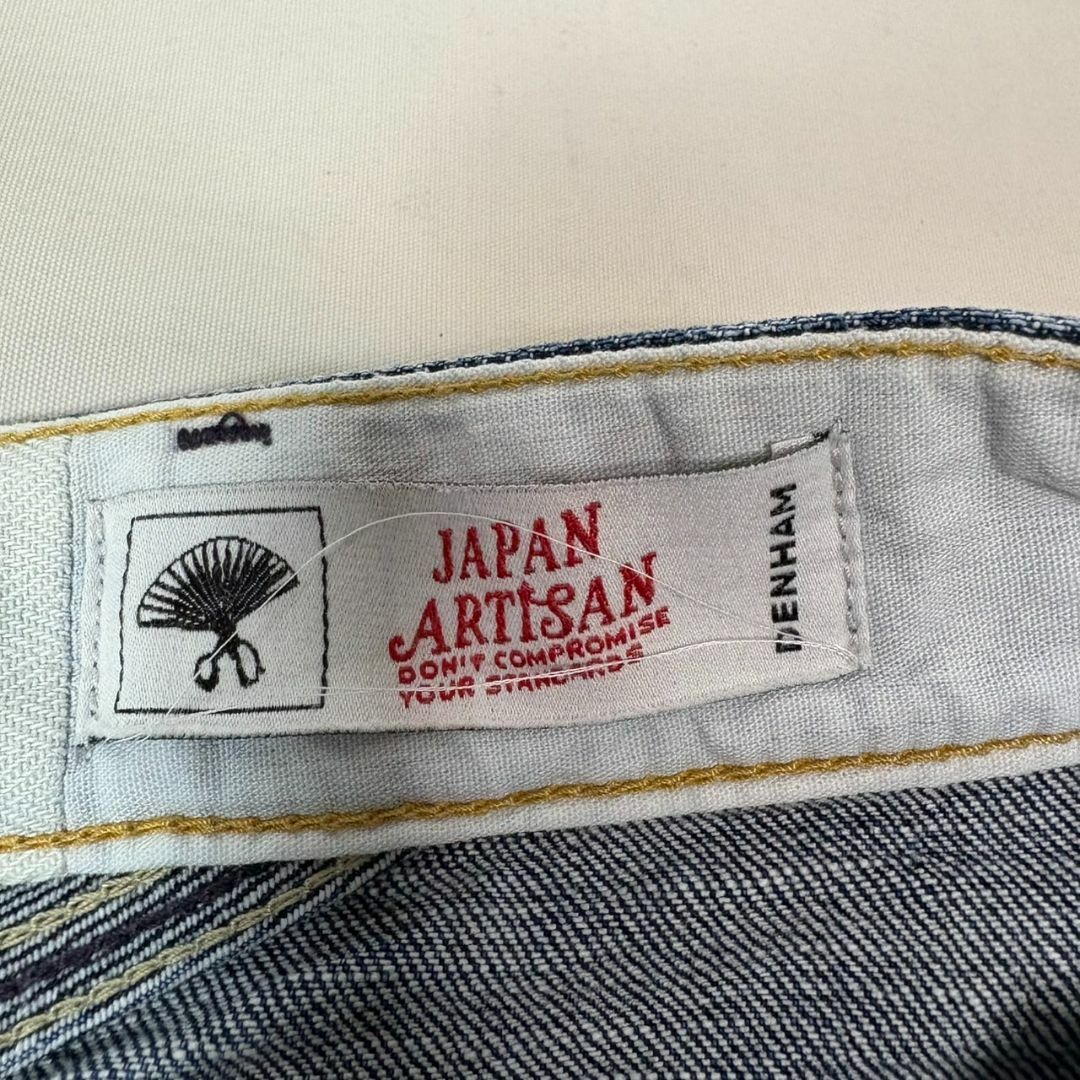 JAPAN
ARTISAN
DON'T COMPROMISE
YOUR STANDARDS
DENHAM